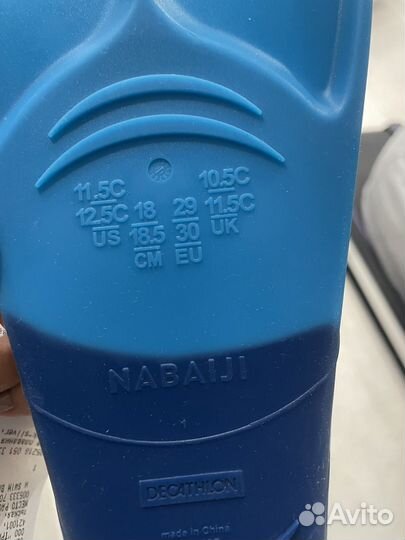 11.5C
12.5C
US
18
18.5
CM
29
30
EU
10.5C
11.5C
UK
NABAIJI
1
DECATHLON
made in China
Avito